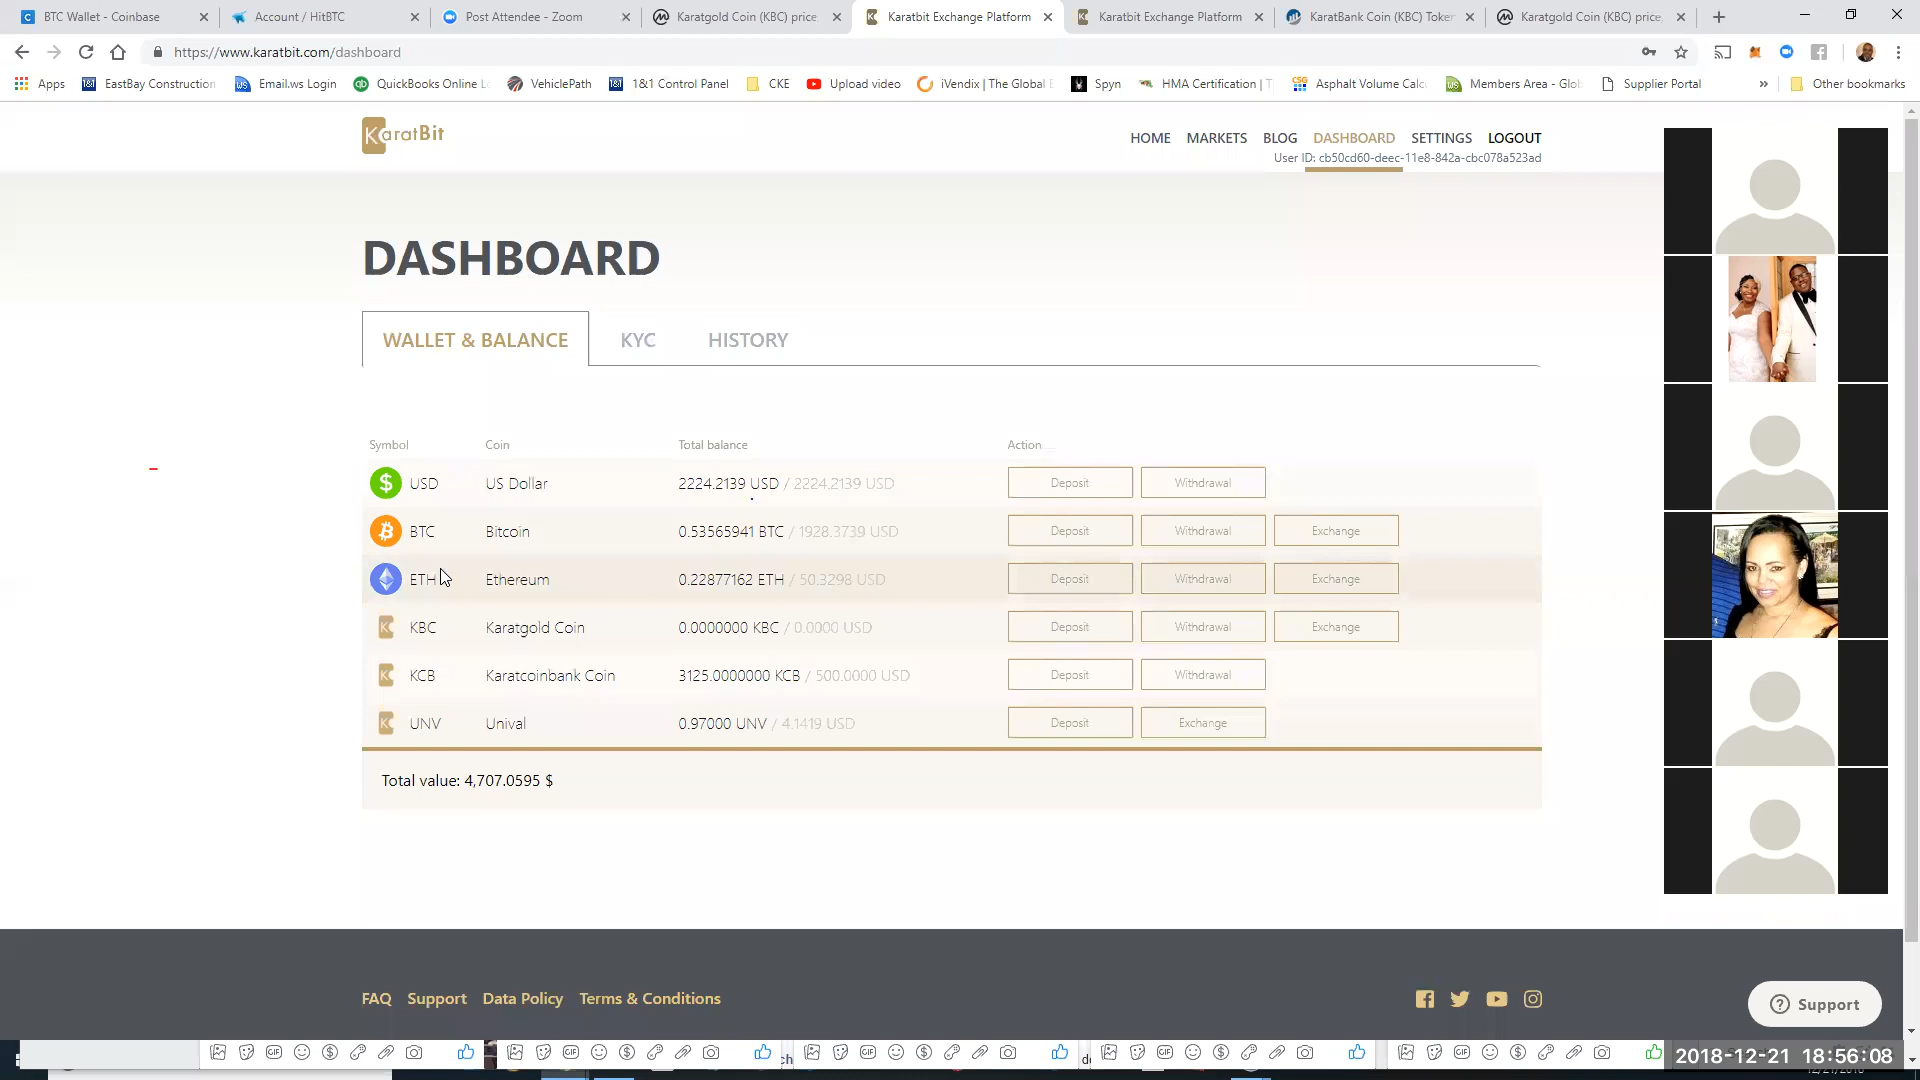 BTC Wallet - Coinbase
Account / HitBTC
Post Attendee - Zoom
Karatgold Coin (KBC) price,
Karatbit Exchange Platform
Karatbit Exchange Platform
KaratBank Coin (KBC) Token
Karatgold Coin (KBC) price,
https://www.karatbit.com/dashboard
Apps
EastBay Construction
Email.ws Login
QuickBooks Online Lo
VehiclePath
1&1 Control Panel
CKE
Upload video
iVendix | The Global E
Spyn
HMA Certification | T
Asphalt Volume Calc
Members Area - Glob
Supplier Portal
Other bookmarks
KaratBit
HOME MARKETS BLOG DASHBOARD SETTINGS LOGOUT
User ID: cb50cd60-deec-11e8-842a-cbc078a523ad
DASHBOARD
WALLET & BALANCE KYC HISTORY
Symbol Coin Total balance Action
USD US Dollar 2224.2139 USD / 2224.2139 USD Deposit Withdrawal
BTC Bitcoin 0.53565941 BTC / 1928.3739 USD Deposit Withdrawal Exchange
ETH Ethereum 0.22877162 ETH / 50.3298 USD Deposit Withdrawal Exchange
KBC Karatgold Coin 0.0000000 KBC / 0.0000 USD Deposit Withdrawal Exchange
KCB Karatcoinbank Coin 3125.0000000 KCB / 500.0000 USD Deposit Withdrawal
UNV Unival 0.97000 UNV / 4.1419 USD Deposit Exchange
Total value: 4,707.0595 $
FAQ Support Data Policy Terms & Conditions
Support
2018-12-21 18:56:08